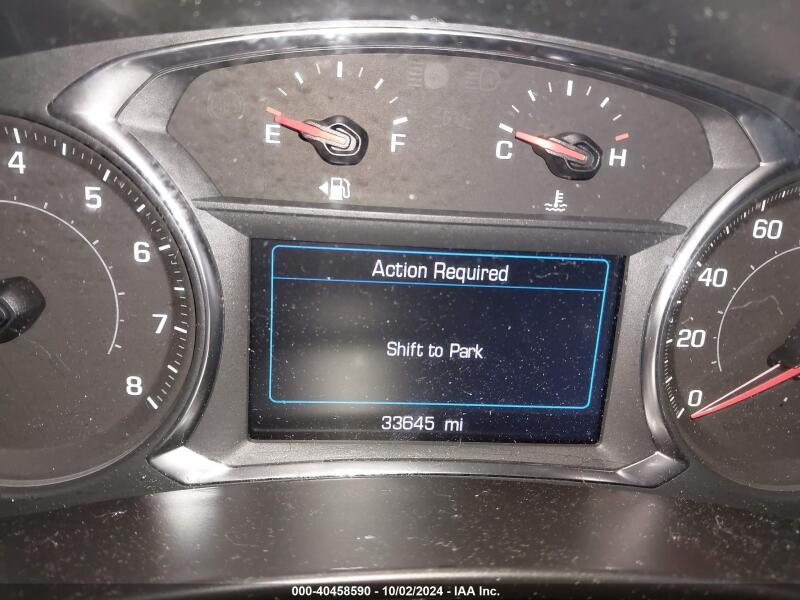 E F
C H
4
5
6
7
8
60
40
20
0
Action Required
Shift to Park
33645 mi
000-40458590 - 10/02/2024 - IAA Inc.